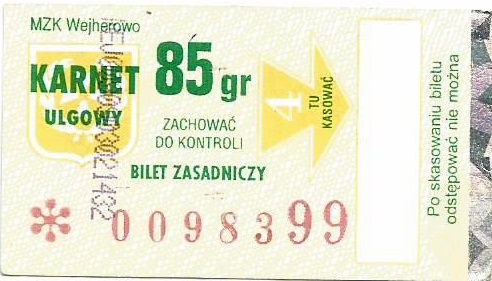 MZK Wejherowo
KARNET 85 gr
ULGOWY
ZACHOWAĆ
DO KONTROLI
BILET ZASADNICZY
4
TU
KASOWAĆ
0098399
Po skasowaniu biletu
odstępować nie można